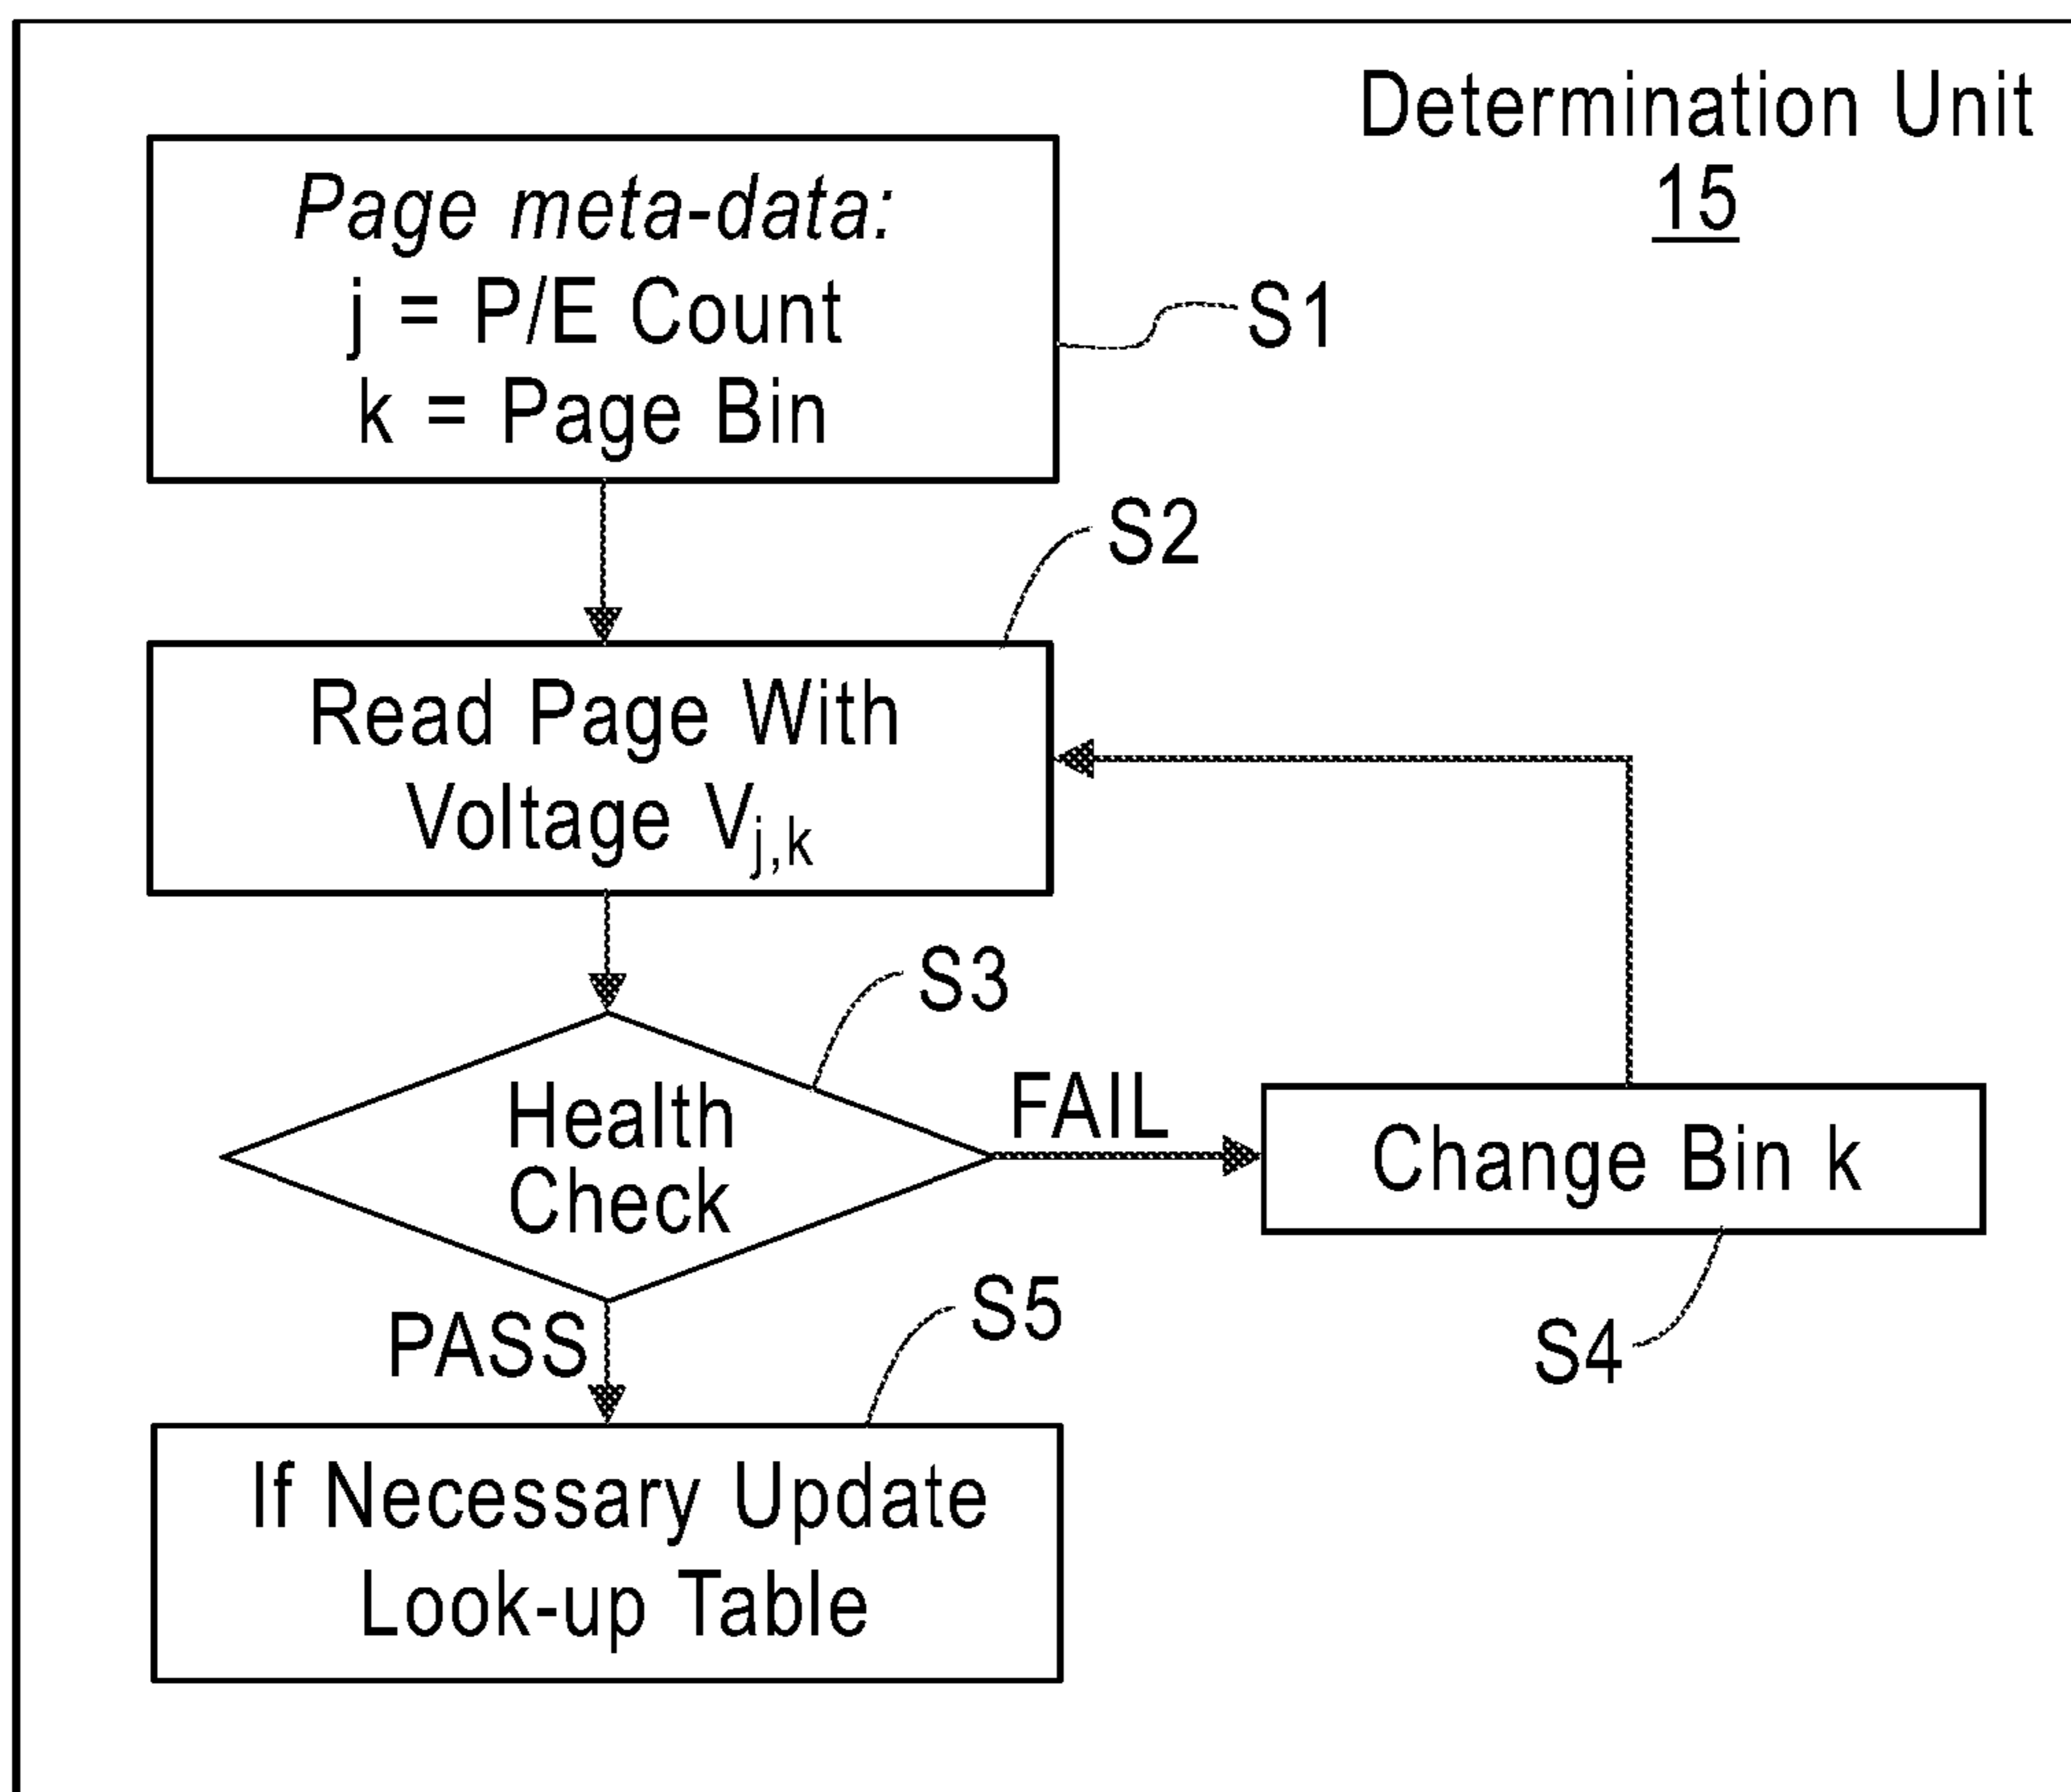 Determination Unit
15
Page meta-data:
j = P/E Count
k = Page Bin
S1
S2
Read Page With
Voltage Vj,k
S3
Health
Check
FAIL
Change Bin k
S4
PASS
S5
If Necessary Update
Look-up Table